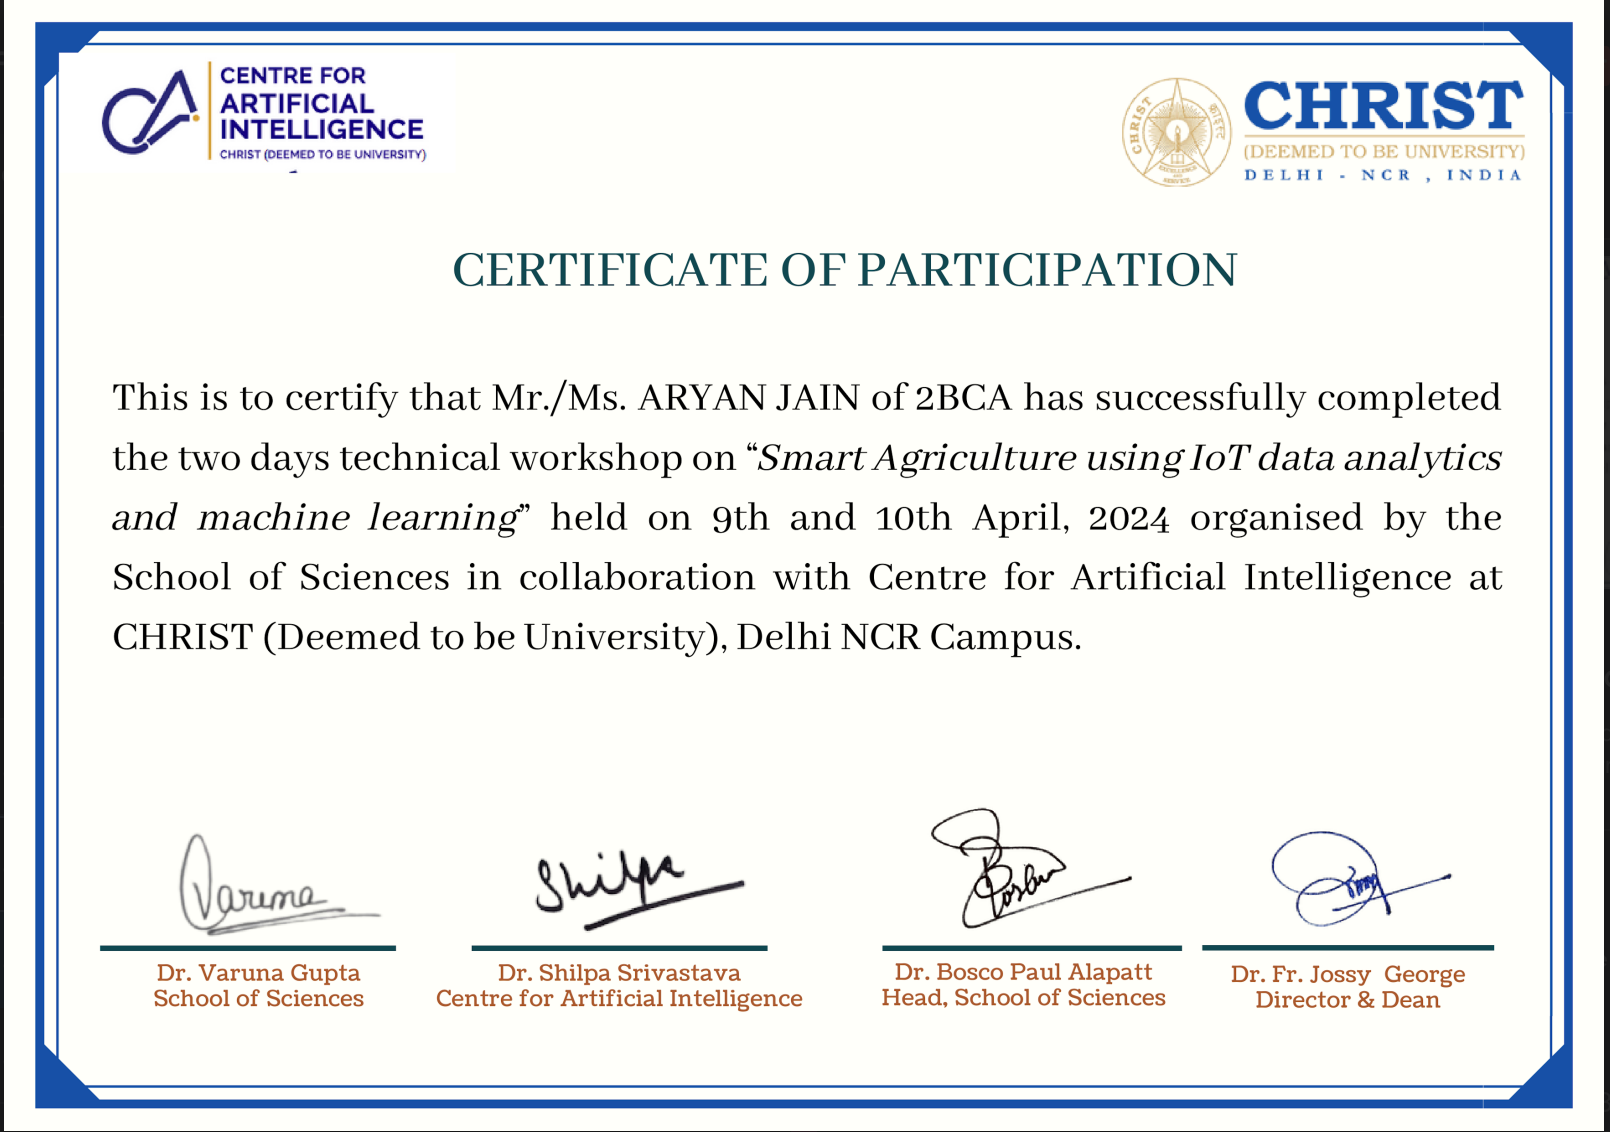 CENTRE FOR
ARTIFICIAL
INTELLIGENCE
CHRIST (DEEMED TO BE UNIVERSITY)
CHRIST
EXCELLENCE
AND
SERVICE
CHRIST
(DEEMED TO BE UNIVERSITY)
DELHI - NCR , INDIA
CERTIFICATE OF PARTICIPATION
This is to certify that Mr./Ms. ARYAN JAIN of 2BCA has successfully completed
the two days technical workshop on “Smart Agriculture using IoT data analytics
and machine learning” held on 9th and 10th April, 2024 organised by the
School of Sciences in collaboration with Centre for Artificial Intelligence at
CHRIST (Deemed to be University), Delhi NCR Campus.
Varuna
Shilpa
Dr. Varuna Gupta
School of Sciences
Dr. Shilpa Srivastava
Centre for Artificial Intelligence
Dr. Bosco Paul Alapatt
Head, School of Sciences
Dr. Fr. Jossy George
Director & Dean